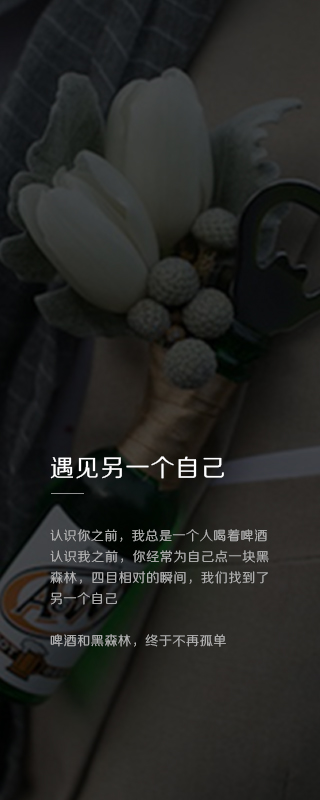 遇见另一个自己
认识你之前，我总是一个人喝着啤酒
认识我之前，你经常为自己点一块黑
森林，四目相对的瞬间，我们找到了
另一个自己
啤酒和黑森林，终于不再孤单
A&W